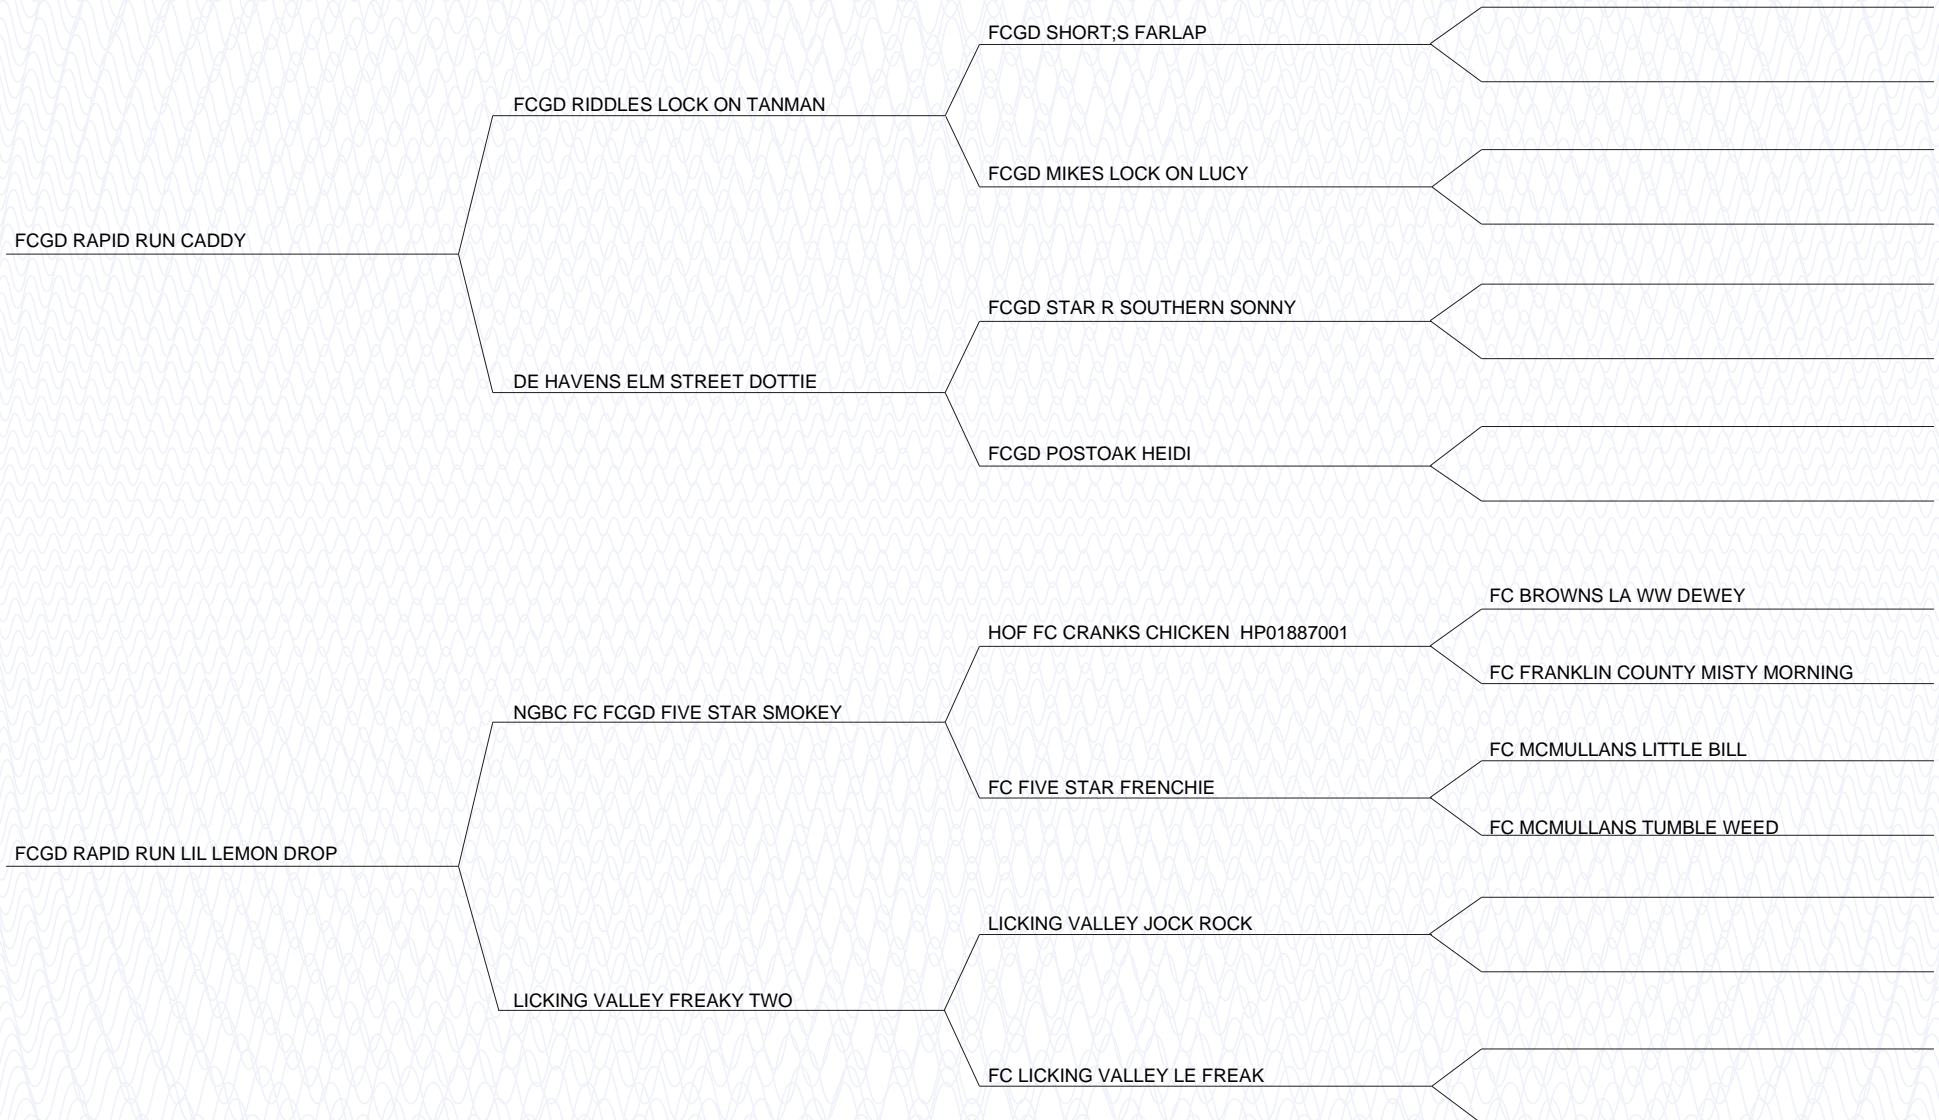 FCGD SHORT;S FARLAP
FCGD RIDDLES LOCK ON TANMAN
FCGD MIKES LOCK ON LUCY
FCGD RAPID RUN CADDY
FCGD STAR R SOUTHERN SONNY
DE HAVENS ELM STREET DOTTIE
FCGD POSTOAK HEIDI
FC BROWNS LA WW DEWEY
HOF FC CRANKS CHICKEN  HP01887001
FC FRANKLIN COUNTY MISTY MORNING
NGBC FC FCGD FIVE STAR SMOKEY
FC MCMULLANS LITTLE BILL
FC FIVE STAR FRENCHIE
FC MCMULLANS TUMBLE WEED
FCGD RAPID RUN LIL LEMON DROP
LICKING VALLEY JOCK ROCK
LICKING VALLEY FREAKY TWO
FC LICKING VALLEY LE FREAK